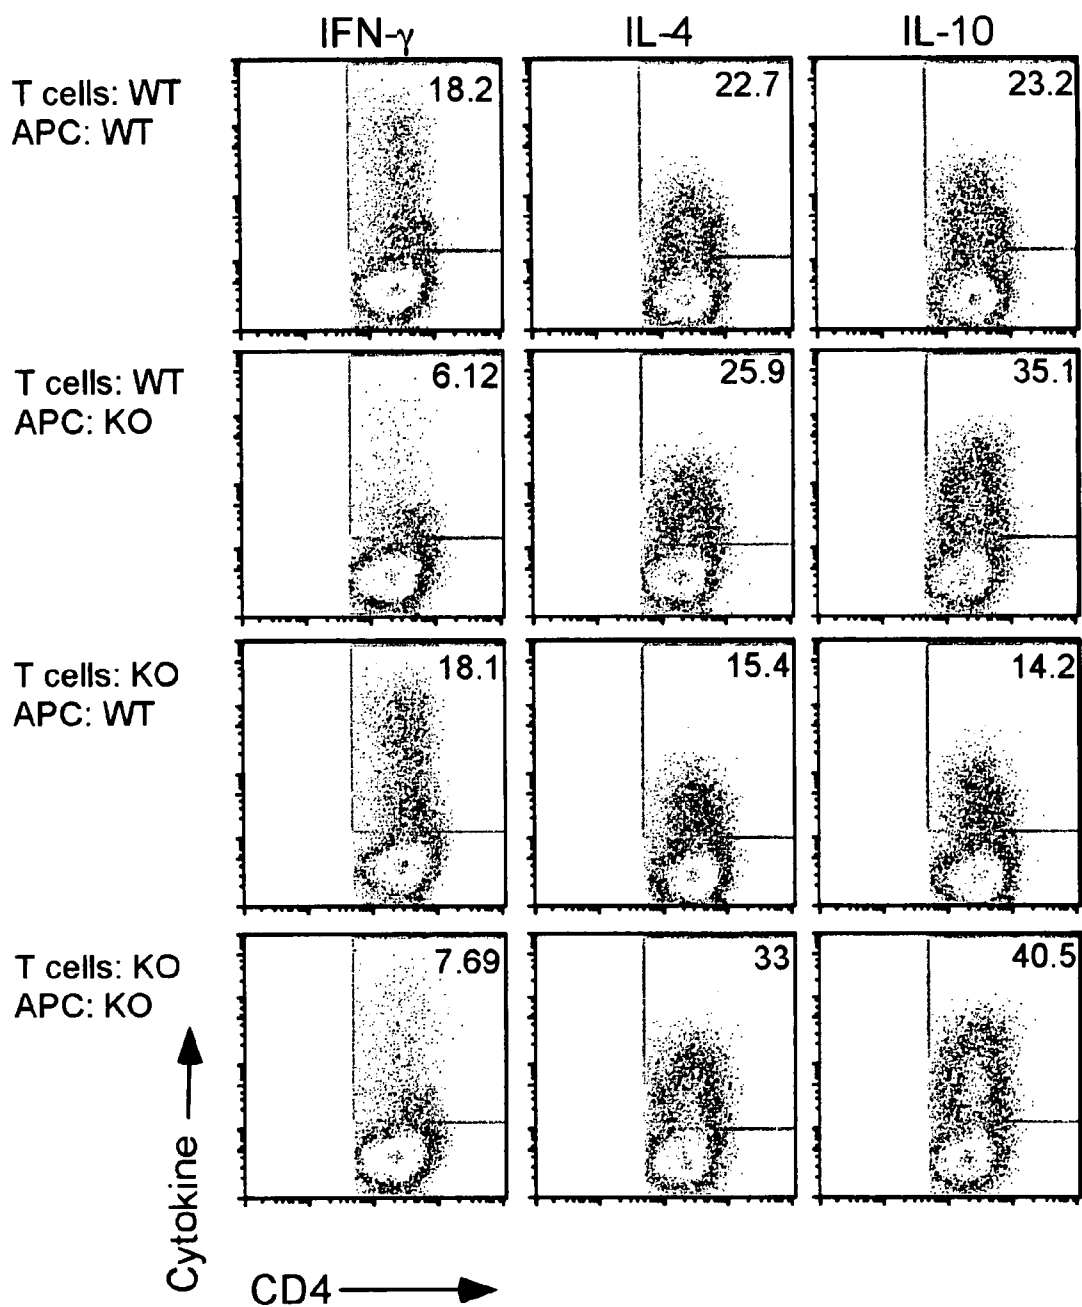 IFN-γ IL-4 IL-10
T cells: WT
APC: WT
18.2 22.7 23.2
T cells: WT
APC: KO
6.12 25.9 35.1
T cells: KO
APC: WT
18.1 15.4 14.2
T cells: KO
APC: KO
7.69 33 40.5
Cytokine
CD4